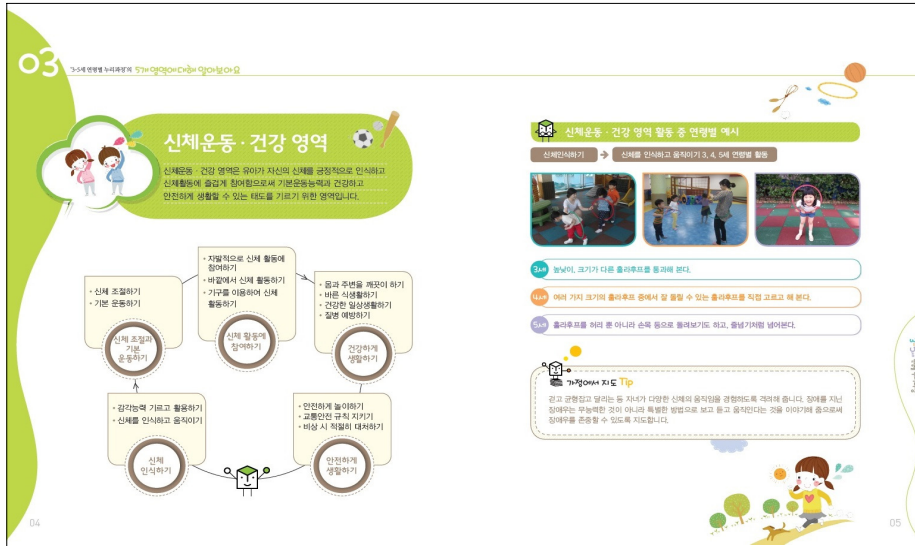 03
'3-5세 연령별 누리과정'의 5개 영역에 대해 알아보아요
신체운동 · 건강 영역
신체운동 · 건강 영역은 유아가 자신의 신체를 긍정적으로 인식하고
신체활동에 즐겁게 참여함으로써 기본운동능력과 건강하고
안전하게 생활할 수 있는 태도를 기르기 위한 영역입니다.
• 신체 조절하기
• 기본 운동하기
신체 조절과
기본
운동하기
• 자발적으로 신체 활동에
참여하기
• 바깥에서 신체 활동하기
• 기구를 이용하여 신체
활동하기
신체 활동에
참여하기
• 몸과 주변을 깨끗이 하기
• 바른 식생활하기
• 건강한 일상생활하기
• 질병 예방하기
건강하게
생활하기
• 감각능력 기르고 활용하기
• 신체를 인식하고 움직이기
신체
인식하기
• 안전하게 놀이하기
• 교통안전 규칙 지키기
• 비상 시 적절히 대처하기
안전하게
생활하기
04
신체운동 · 건강 영역 활동 중 연령별 예시
신체인식하기 → 신체를 인식하고 움직이기 3, 4, 5세 연령별 활동
3세 높낮이, 크기가 다른 훌라후프를 통과해 본다.
4세 여러 가지 크기의 훌라후프 중에서 잘 돌릴 수 있는 훌라후프를 직접 고르고 해 본다.
5세 훌라후프를 허리 뿐 아니라 손목 등으로 돌려보기도 하고, 줄넘기처럼 넘어본다.
가정에서 지도 Tip
걷고 균형잡고 달리는 등 자녀가 다양한 신체의 움직임을 경험하도록 격려해 줍니다. 장애를 지닌
장애우는 무능력한 것이 아니라 특별한 방법으로 보고 듣고 움직인다는 것을 이야기해 줌으로써
장애우를 존중할 수 있도록 지도합니다.
05